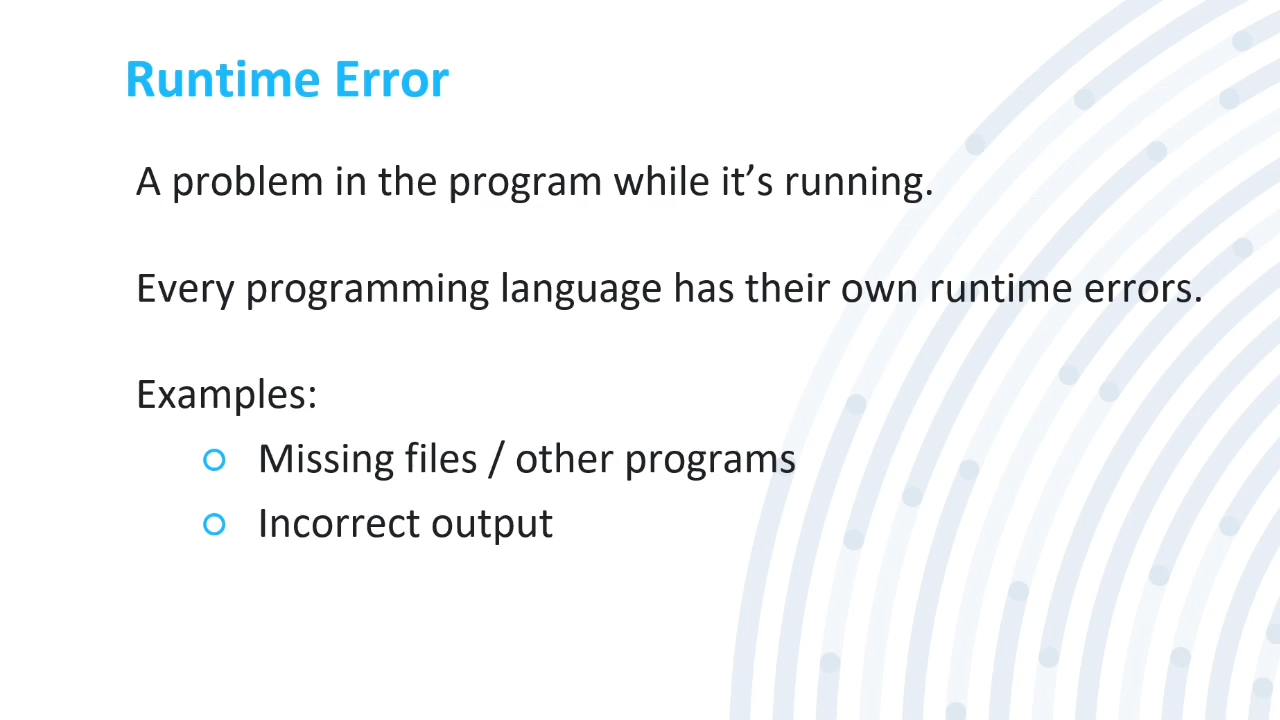 Runtime Error
A problem in the program while it’s running.
Every programming language has their own runtime errors.
Examples:
Missing files / other programs
Incorrect output